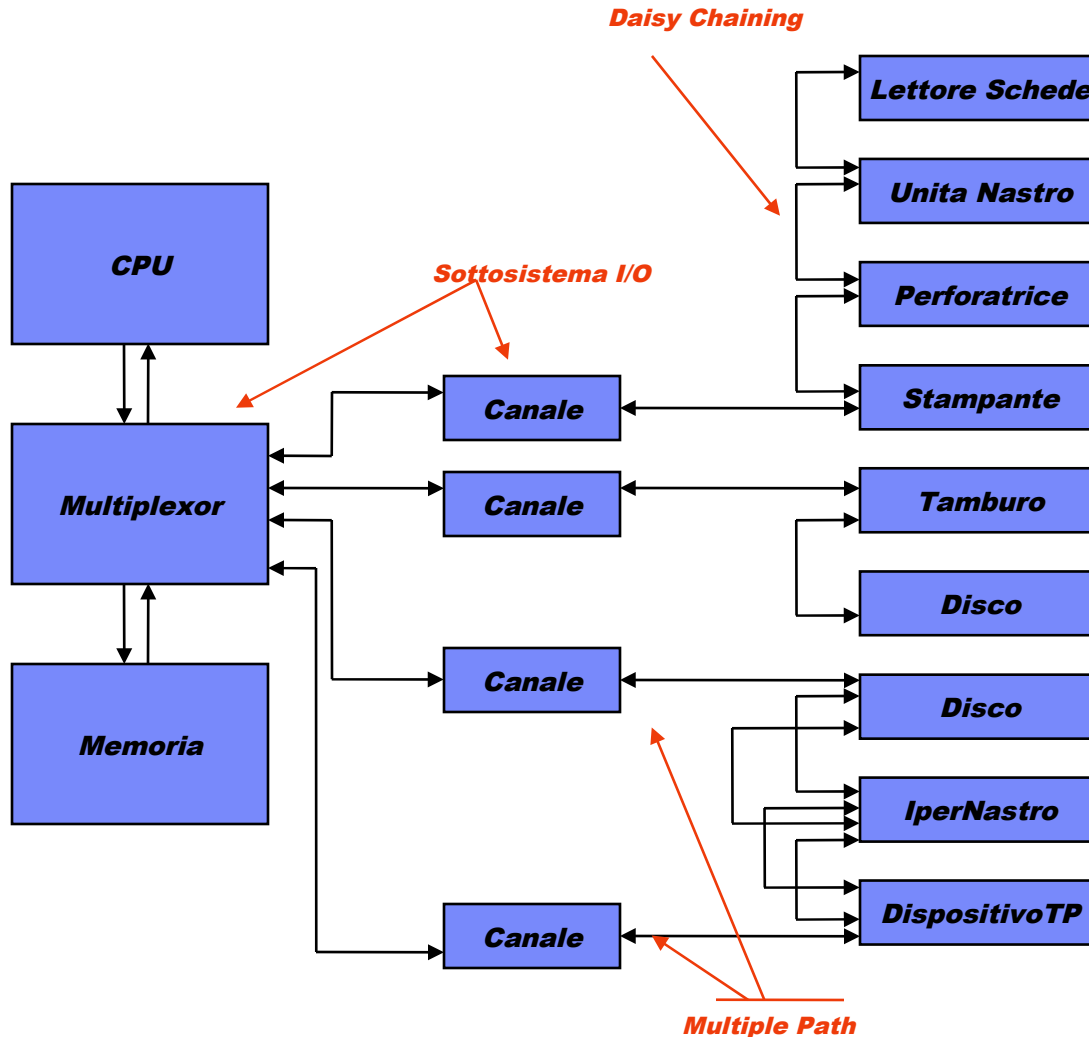 Daisy Chaining
Lettore Schede
Unita Nastro
CPU
Sottosistema I/O
Perforatrice
Canale
Stampante
Multiplexor
Canale
Tamburo
Disco
Canale
Disco
Memoria
IperNastro
DispositivoTP
Canale
Multiple Path